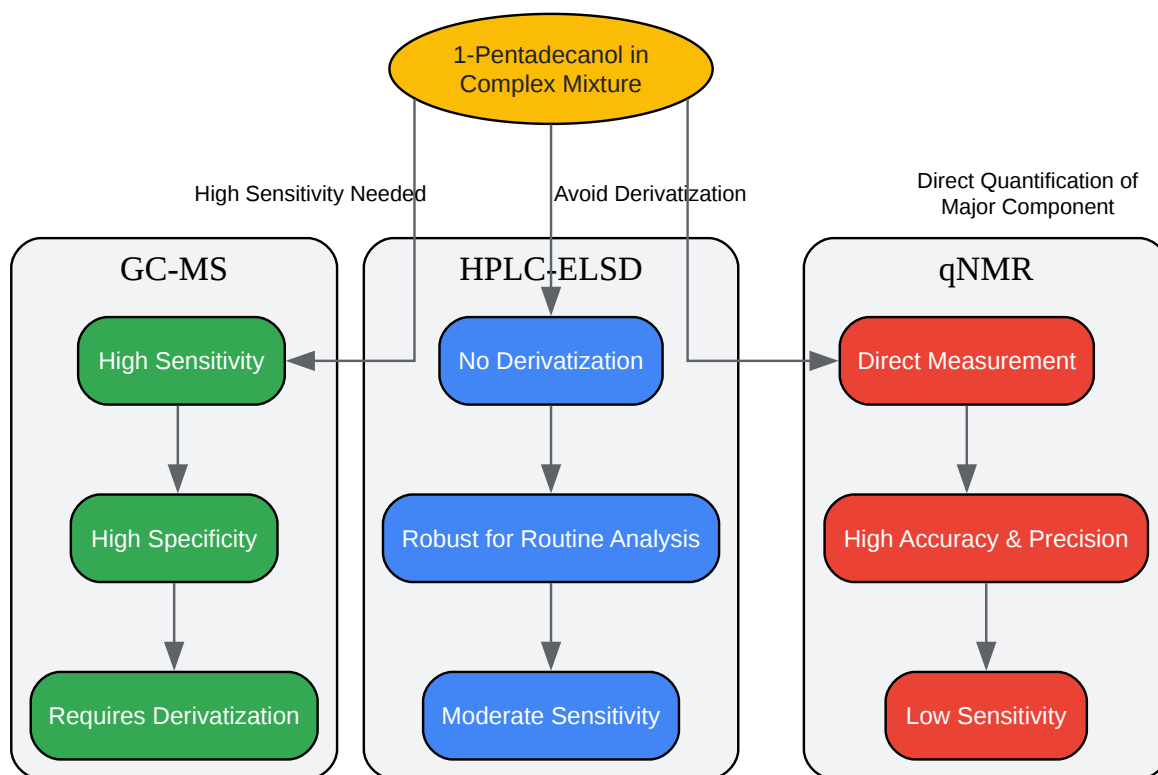 1-Pentadecanol in
Complex Mixture
High Sensitivity Needed
Avoid Derivatization
Direct Quantification of
Major Component
GC-MS
High Sensitivity
High Specificity
Requires Derivatization
HPLC-ELSD
No Derivatization
Robust for Routine Analysis
Moderate Sensitivity
qNMR
Direct Measurement
High Accuracy & Precision
Low Sensitivity